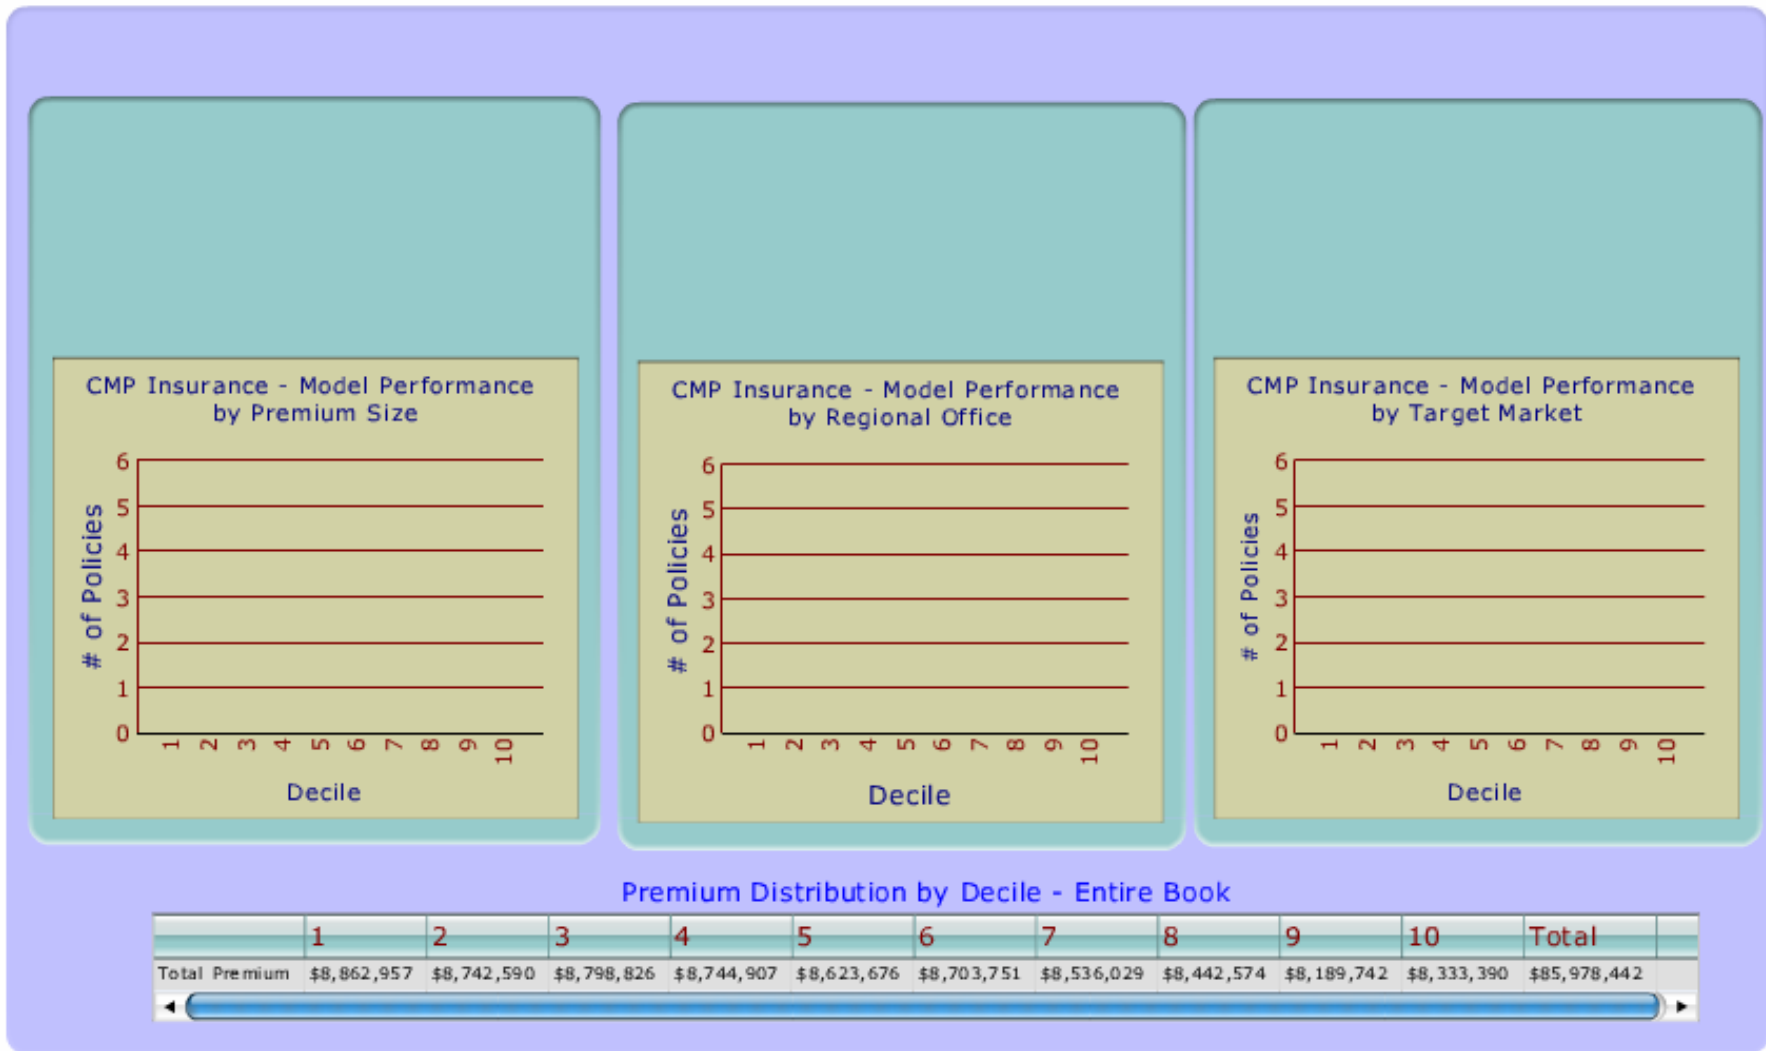 CMP Insurance - Model Performance
by Premium Size
6
5
4
3
2
1
0
# of Policies
1 2 3 4 5 6 7 8 9 10
Decile
CMP Insurance - Model Performance
by Regional Office
6
5
4
3
2
1
0
# of Policies
1 2 3 4 5 6 7 8 9 10
Decile
CMP Insurance - Model Performance
by Target Market
6
5
4
3
2
1
0
# of Policies
1 2 3 4 5 6 7 8 9 10
Decile
Premium Distribution by Decile - Entire Book
1 2 3 4 5 6 7 8 9 10 Total
Total Premium $8,862,957 $8,742,590 $8,798,826 $8,744,907 $8,623,676 $8,703,751 $8,536,029 $8,442,574 $8,189,742 $8,333,390 $85,978,442